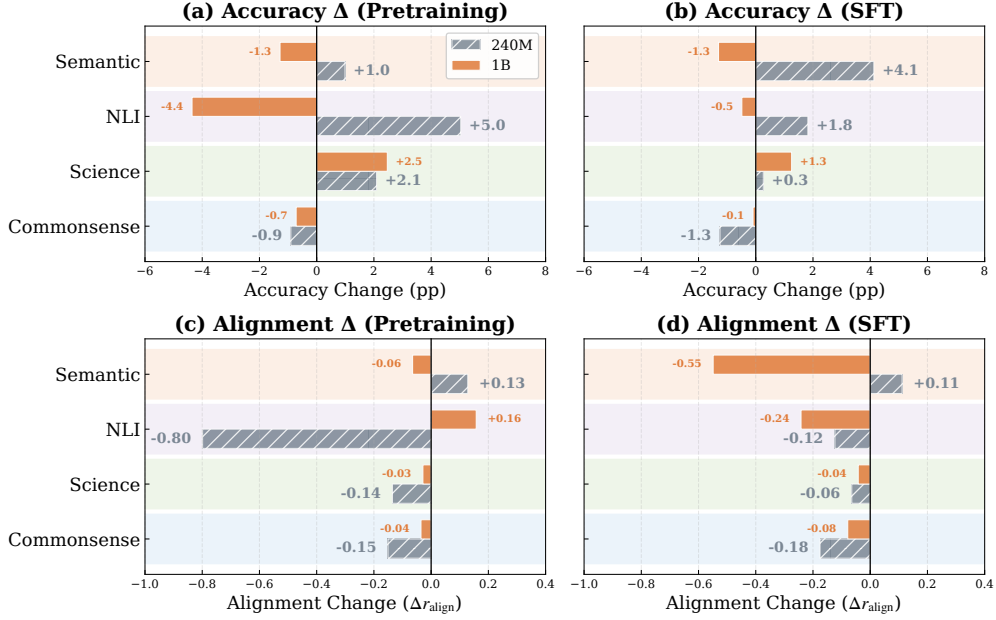 (a) Accuracy Δ (Pretraining)
Semantic
NLI
Science
Commonsense
-1.3
+1.0
-4.4
+5.0
+2.5
+2.1
-0.7
-0.9
240M
1B
−6 −4 −2 0 2 4 6 8
Accuracy Change (pp)
(b) Accuracy Δ (SFT)
-1.3
+4.1
-0.5
+1.8
+1.3
+0.3
-0.1
-1.3
−6 −4 −2 0 2 4 6 8
Accuracy Change (pp)
(c) Alignment Δ (Pretraining)
Semantic
NLI
Science
Commonsense
-0.06
+0.13
+0.16
-0.80
-0.03
-0.14
-0.04
-0.15
−1.0 −0.8 −0.6 −0.4 −0.2 0.0 0.2 0.4
Alignment Change (Δr_align)
(d) Alignment Δ (SFT)
-0.55
+0.11
-0.24
-0.12
-0.04
-0.06
-0.08
-0.18
−1.0 −0.8 −0.6 −0.4 −0.2 0.0 0.2 0.4
Alignment Change (Δr_align)